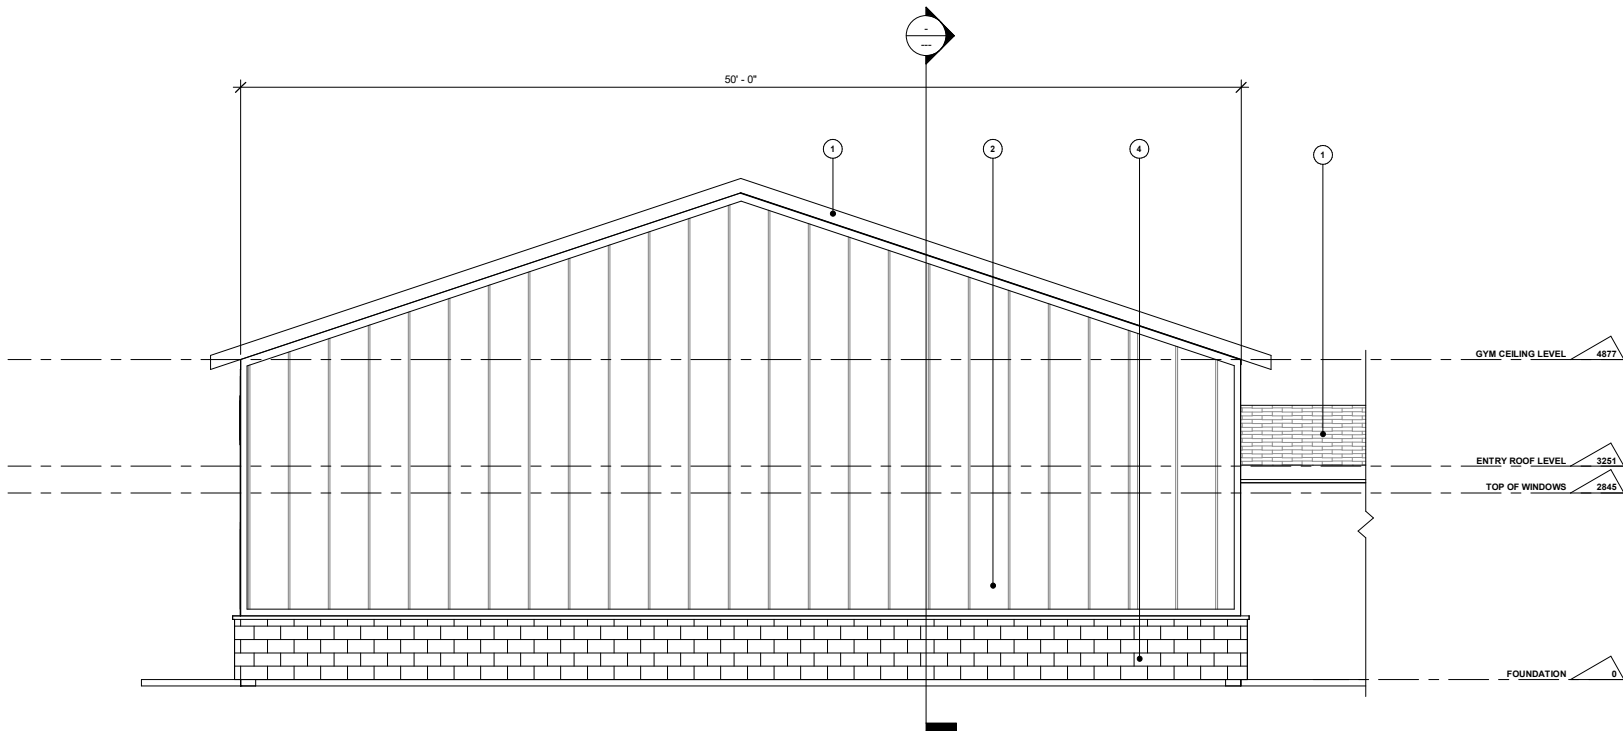 -
---
50' - 0"
1
2
4
1
GYM CEILING LEVEL 4877
ENTRY ROOF LEVEL 3251
TOP OF WINDOWS 2845
FOUNDATION 0